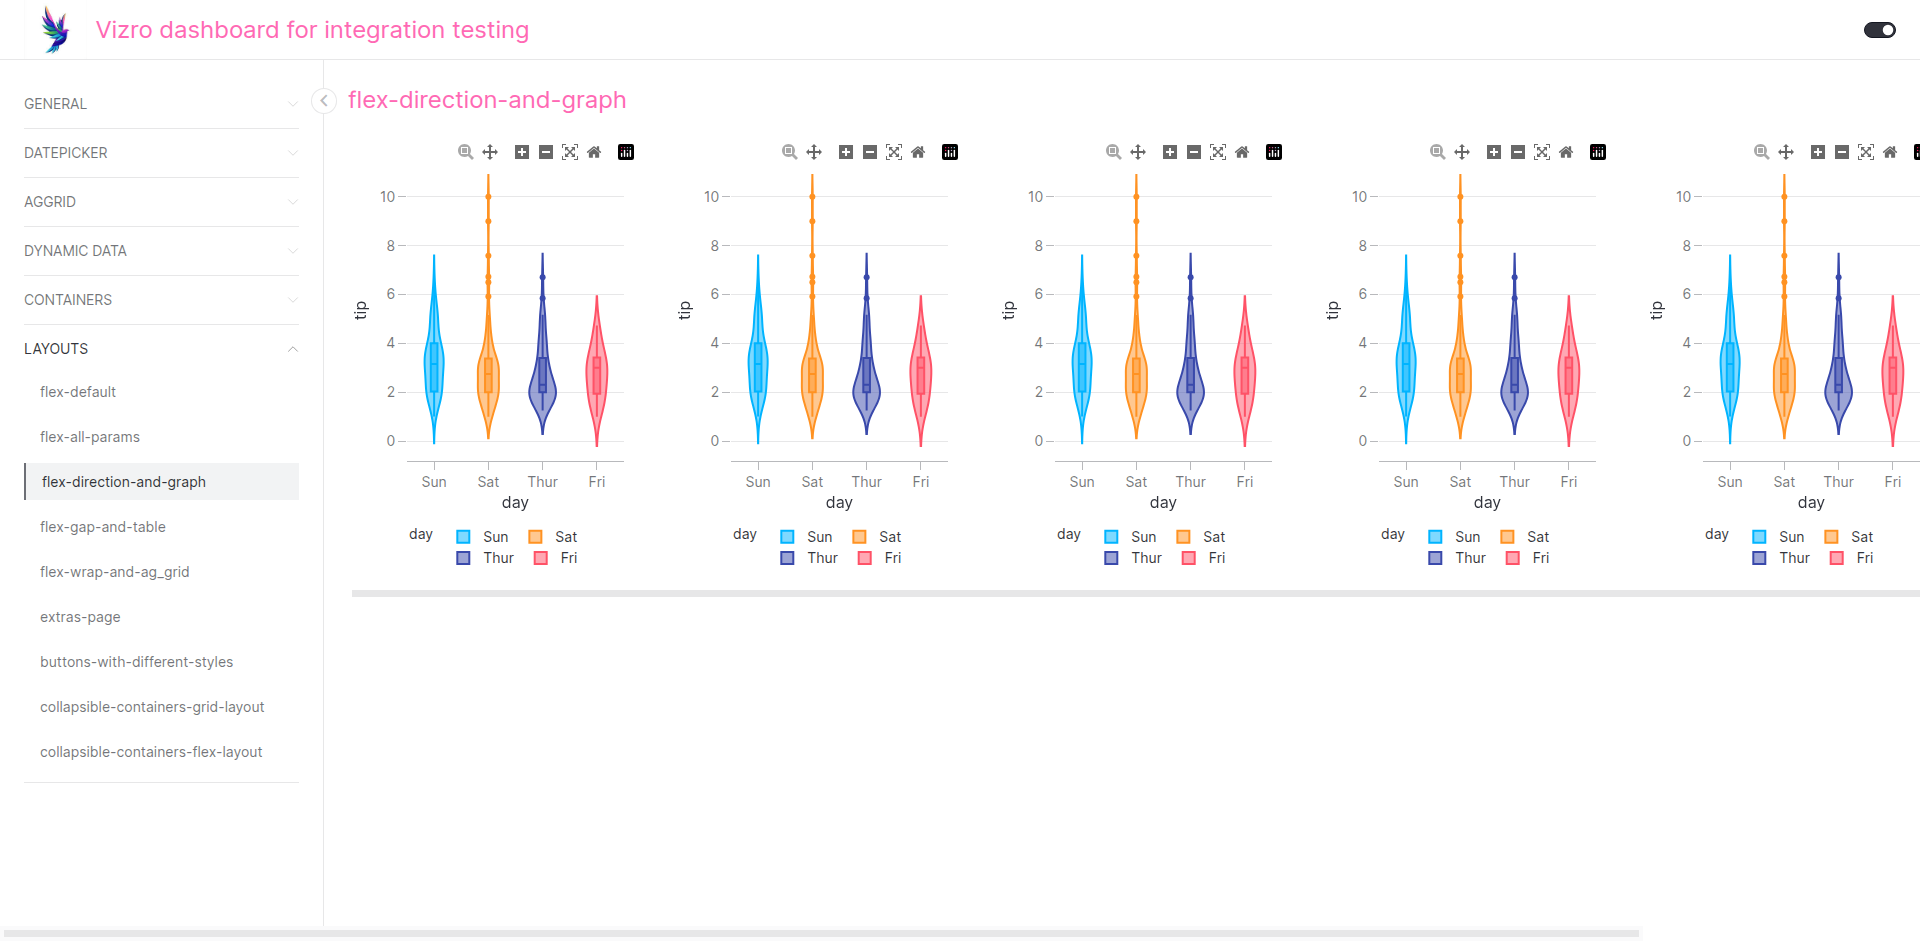 Vizro dashboard for integration testing
GENERAL
DATEPICKER
AGGRID
DYNAMIC DATA
CONTAINERS
LAYOUTS
flex-default
flex-all-params
flex-direction-and-graph
flex-gap-and-table
flex-wrap-and-ag_grid
extras-page
buttons-with-different-styles
collapsible-containers-grid-layout
collapsible-containers-flex-layout
flex-direction-and-graph
10
8
6
4
2
0
tip
Sun Sat Thur Fri
day
day Sun Sat
Thur Fri
10
8
6
4
2
0
tip
Sun Sat Thur Fri
day
day Sun Sat
Thur Fri
10
8
6
4
2
0
tip
Sun Sat Thur Fri
day
day Sun Sat
Thur Fri
10
8
6
4
2
0
tip
Sun Sat Thur Fri
day
day Sun Sat
Thur Fri
10
8
6
4
2
0
tip
Sun Sat Thur Fri
day
day Sun Sat
Thur Fri